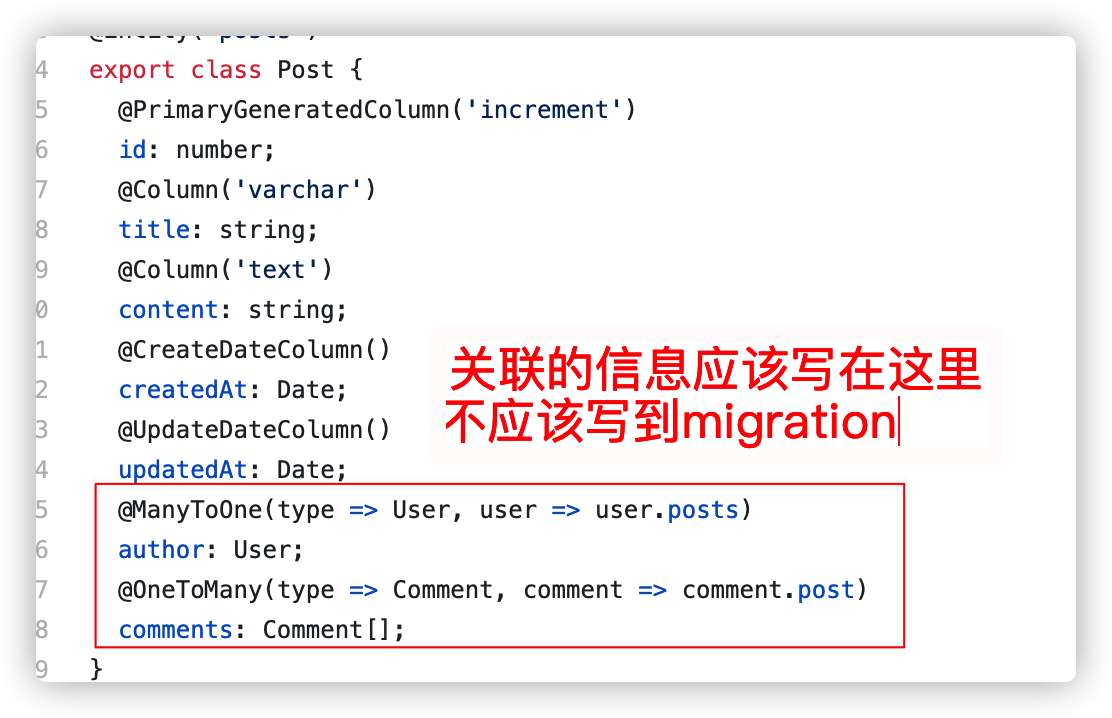 @Entity('posts')
4 export class Post {
5 @PrimaryGeneratedColumn('increment')
6 id: number;
7 @Column('varchar')
8 title: string;
9 @Column('text')
0 content: string;
1 @CreateDateColumn()
2 createdAt: Date;
3 @UpdateDateColumn()
4 updatedAt: Date;
关联的信息应该写在这里
不应该写到migration
5 @ManyToOne(type => User, user => user.posts)
6 author: User;
7 @OneToMany(type => Comment, comment => comment.post)
8 comments: Comment[];
9 }